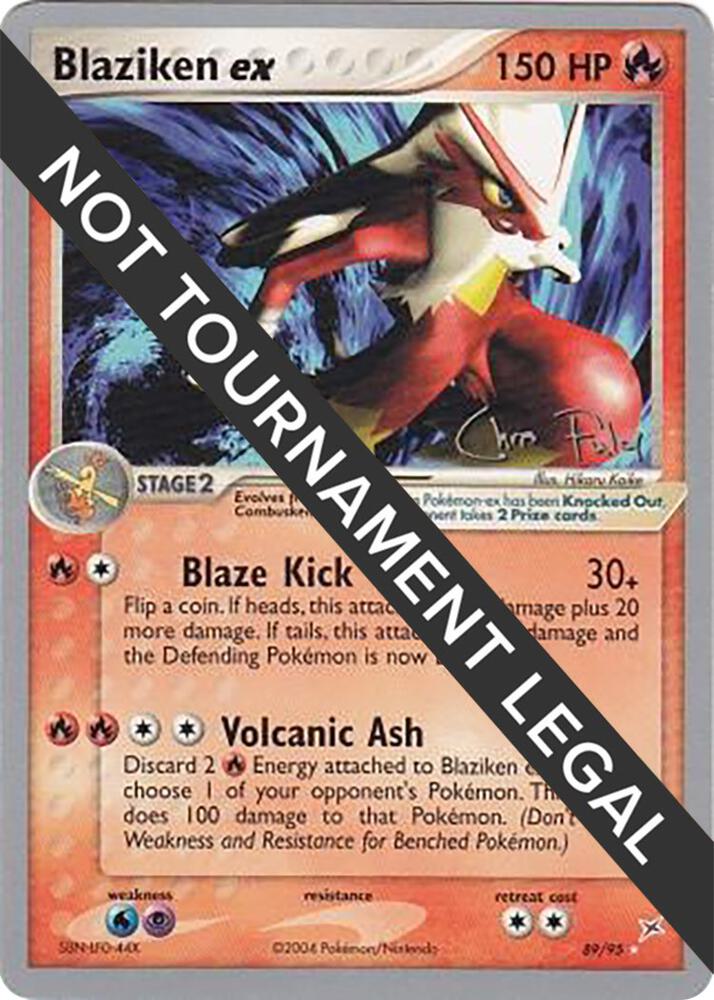 Blaziken ex 150 HP
NOT TOURNAMENT LEGAL
Illus. Hikaru Koike
STAGE 2
Evolves Pokémon-ex has been Knocked Out,
Combusken takes 2 Prize cards.
Blaze Kick 30+
Flip a coin. If heads, this attac damage plus 20
more damage. If tails, this atta damage and
the Defending Pokémon is now
Volcanic Ash
Discard 2 Energy attached to Blaziken
choose 1 of your opponent's Pokémon. Th
does 100 damage to that Pokémon. (Don't
Weakness and Resistance for Benched Pokémon.)
weakness resistance retreat cost
©2004 Pokémon/Nintendo 89/95